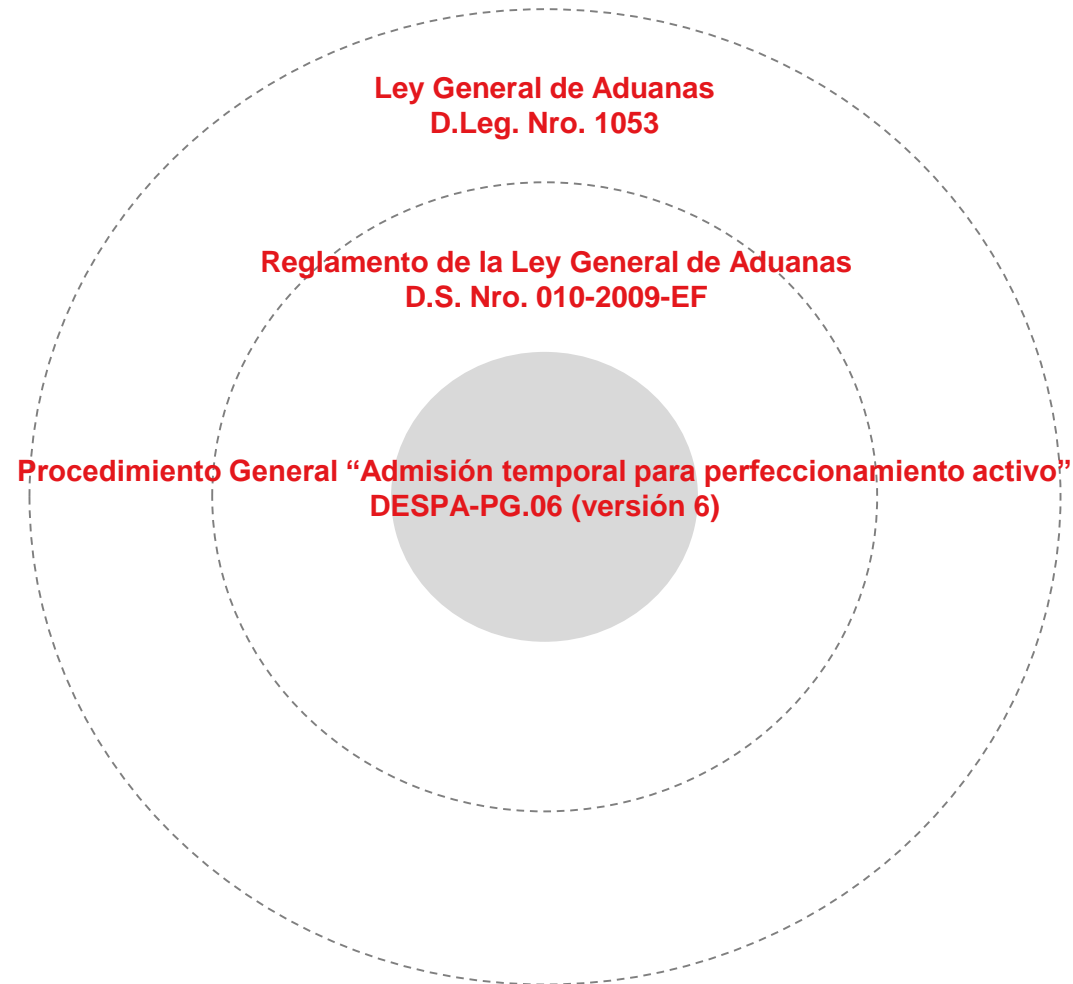 Ley General de Aduanas
D.Leg. Nro. 1053
Reglamento de la Ley General de Aduanas
D.S. Nro. 010-2009-EF
Procedimiento General “Admisión temporal para perfeccionamiento activo”
DESPA-PG.06 (versión 6)